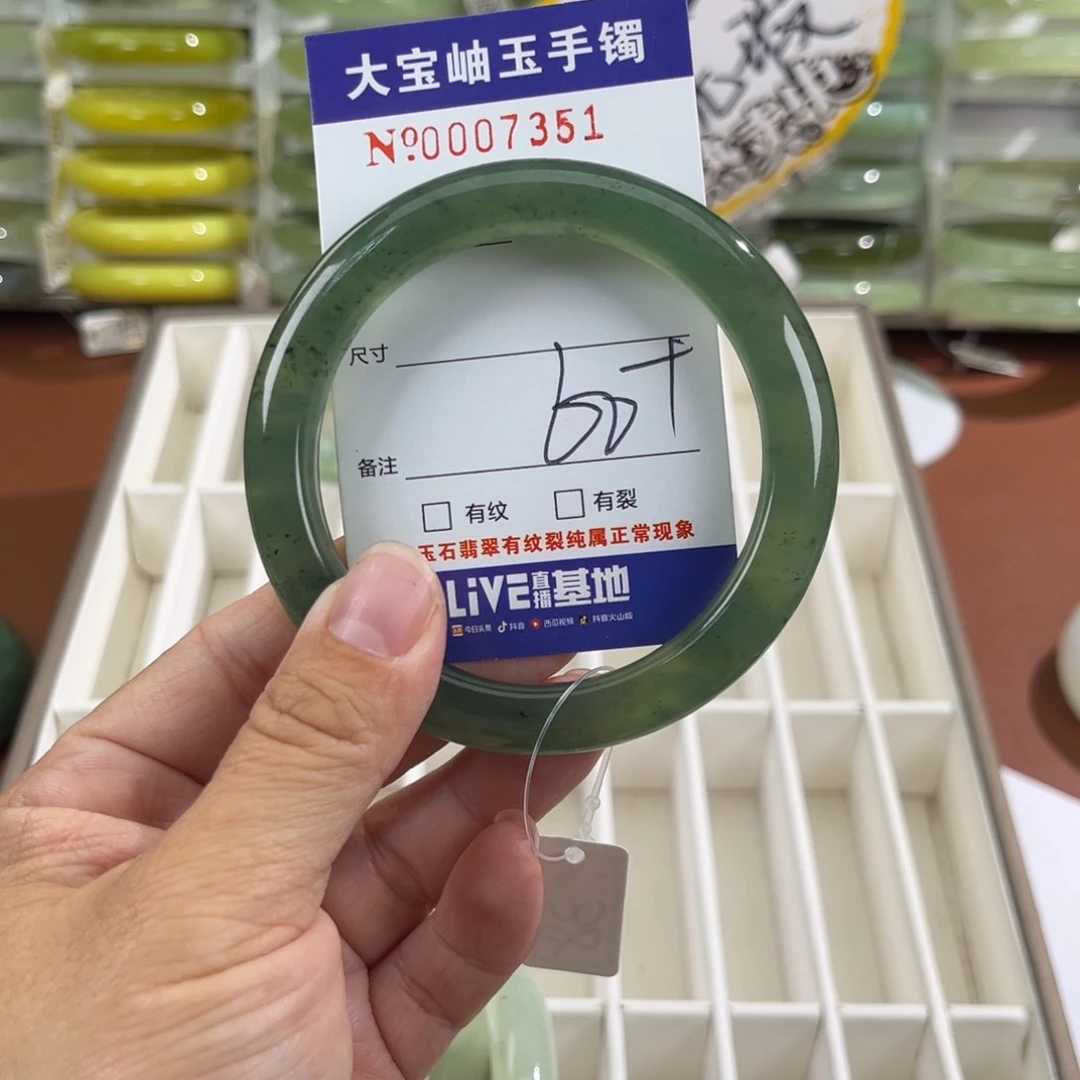 大宝岫玉手镯
№0007351
尺寸
60+
备注
□ 有纹 □ 有裂
玉石翡翠有纹裂纯属正常现象
LiVE直播基地
今日头条 抖音 西瓜视频 抖音火山版